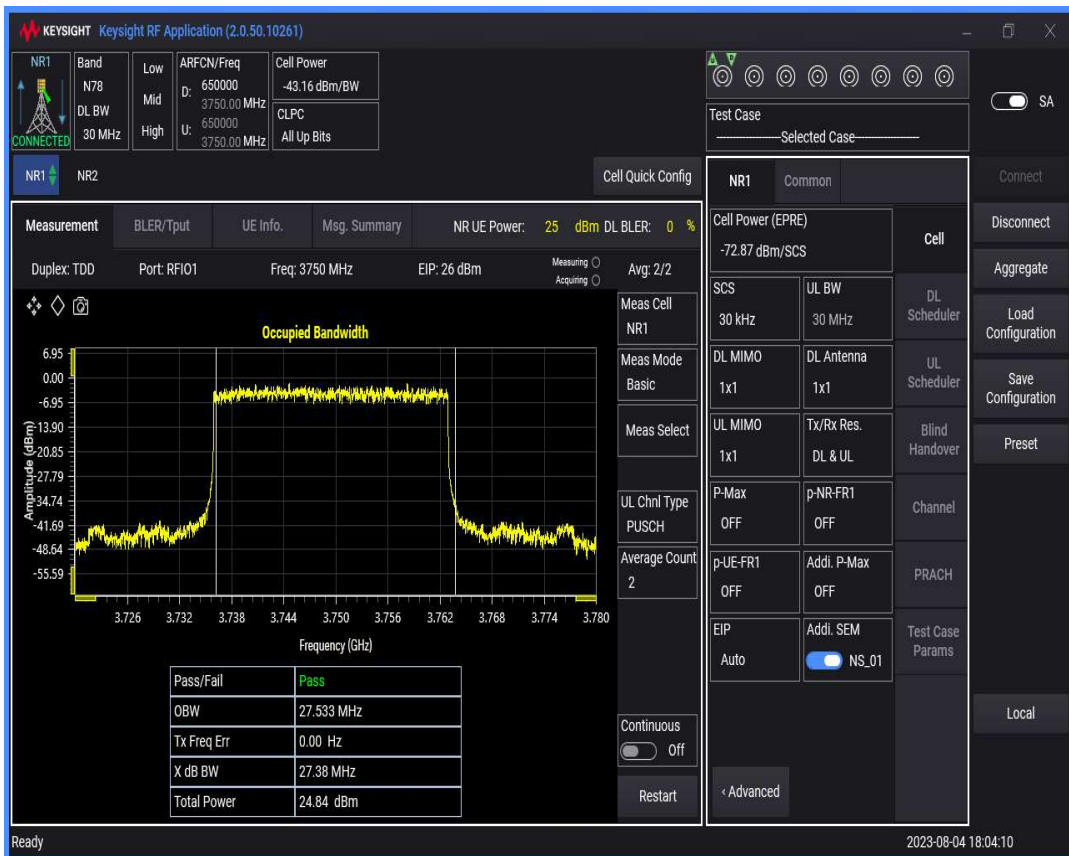 KEYSIGHT Keysight RF Application (2.0.50.10261)
NR1
CONNECTED
Band
N78
DL BW
30 MHz
Low
Mid
High
ARFCN/Freq
D: 650000
3750.00 MHz
U: 650000
3750.00 MHz
Cell Power
-43.16 dBm/BW
CLPC
All Up Bits
Test Case
--------------------Selected Case--------------------
SA
NR1 NR2
Cell Quick Config
NR1 Common
Connect
Measurement BLER/Tput UE Info. Msg. Summary NR UE Power: 25 dBm DL BLER: 0 %
Duplex: TDD Port: RFIO1 Freq: 3750 MHz EIP: 26 dBm Measuring Avg: 2/2
Acquiring
Occupied Bandwidth
Amplitude (dBm)
6.95
0.00
-6.95
-13.90
-20.85
-27.79
-34.74
-41.69
-48.64
-55.59
3.726 3.732 3.738 3.744 3.750 3.756 3.762 3.768 3.774 3.780
Frequency (GHz)
Pass/Fail Pass
OBW 27.533 MHz
Tx Freq Err 0.00 Hz
X dB BW 27.38 MHz
Total Power 24.84 dBm
Meas Cell
NR1
Meas Mode
Basic
Meas Select
UL Chnl Type
PUSCH
Average Count
2
Continuous
Off
Restart
Cell Power (EPRE)
-72.87 dBm/SCS
SCS
30 kHz
UL BW
30 MHz
DL MIMO
1x1
DL Antenna
1x1
UL MIMO
1x1
Tx/Rx Res.
DL & UL
P-Max
OFF
p-NR-FR1
OFF
p-UE-FR1
OFF
Addi. P-Max
OFF
EIP
Auto
Addi. SEM
NS_01
‹ Advanced
Cell
DL
Scheduler
UL
Scheduler
Blind
Handover
Channel
PRACH
Test Case
Params
Disconnect
Aggregate
Load
Configuration
Save
Configuration
Preset
Local
Ready
2023-08-04 18:04:10